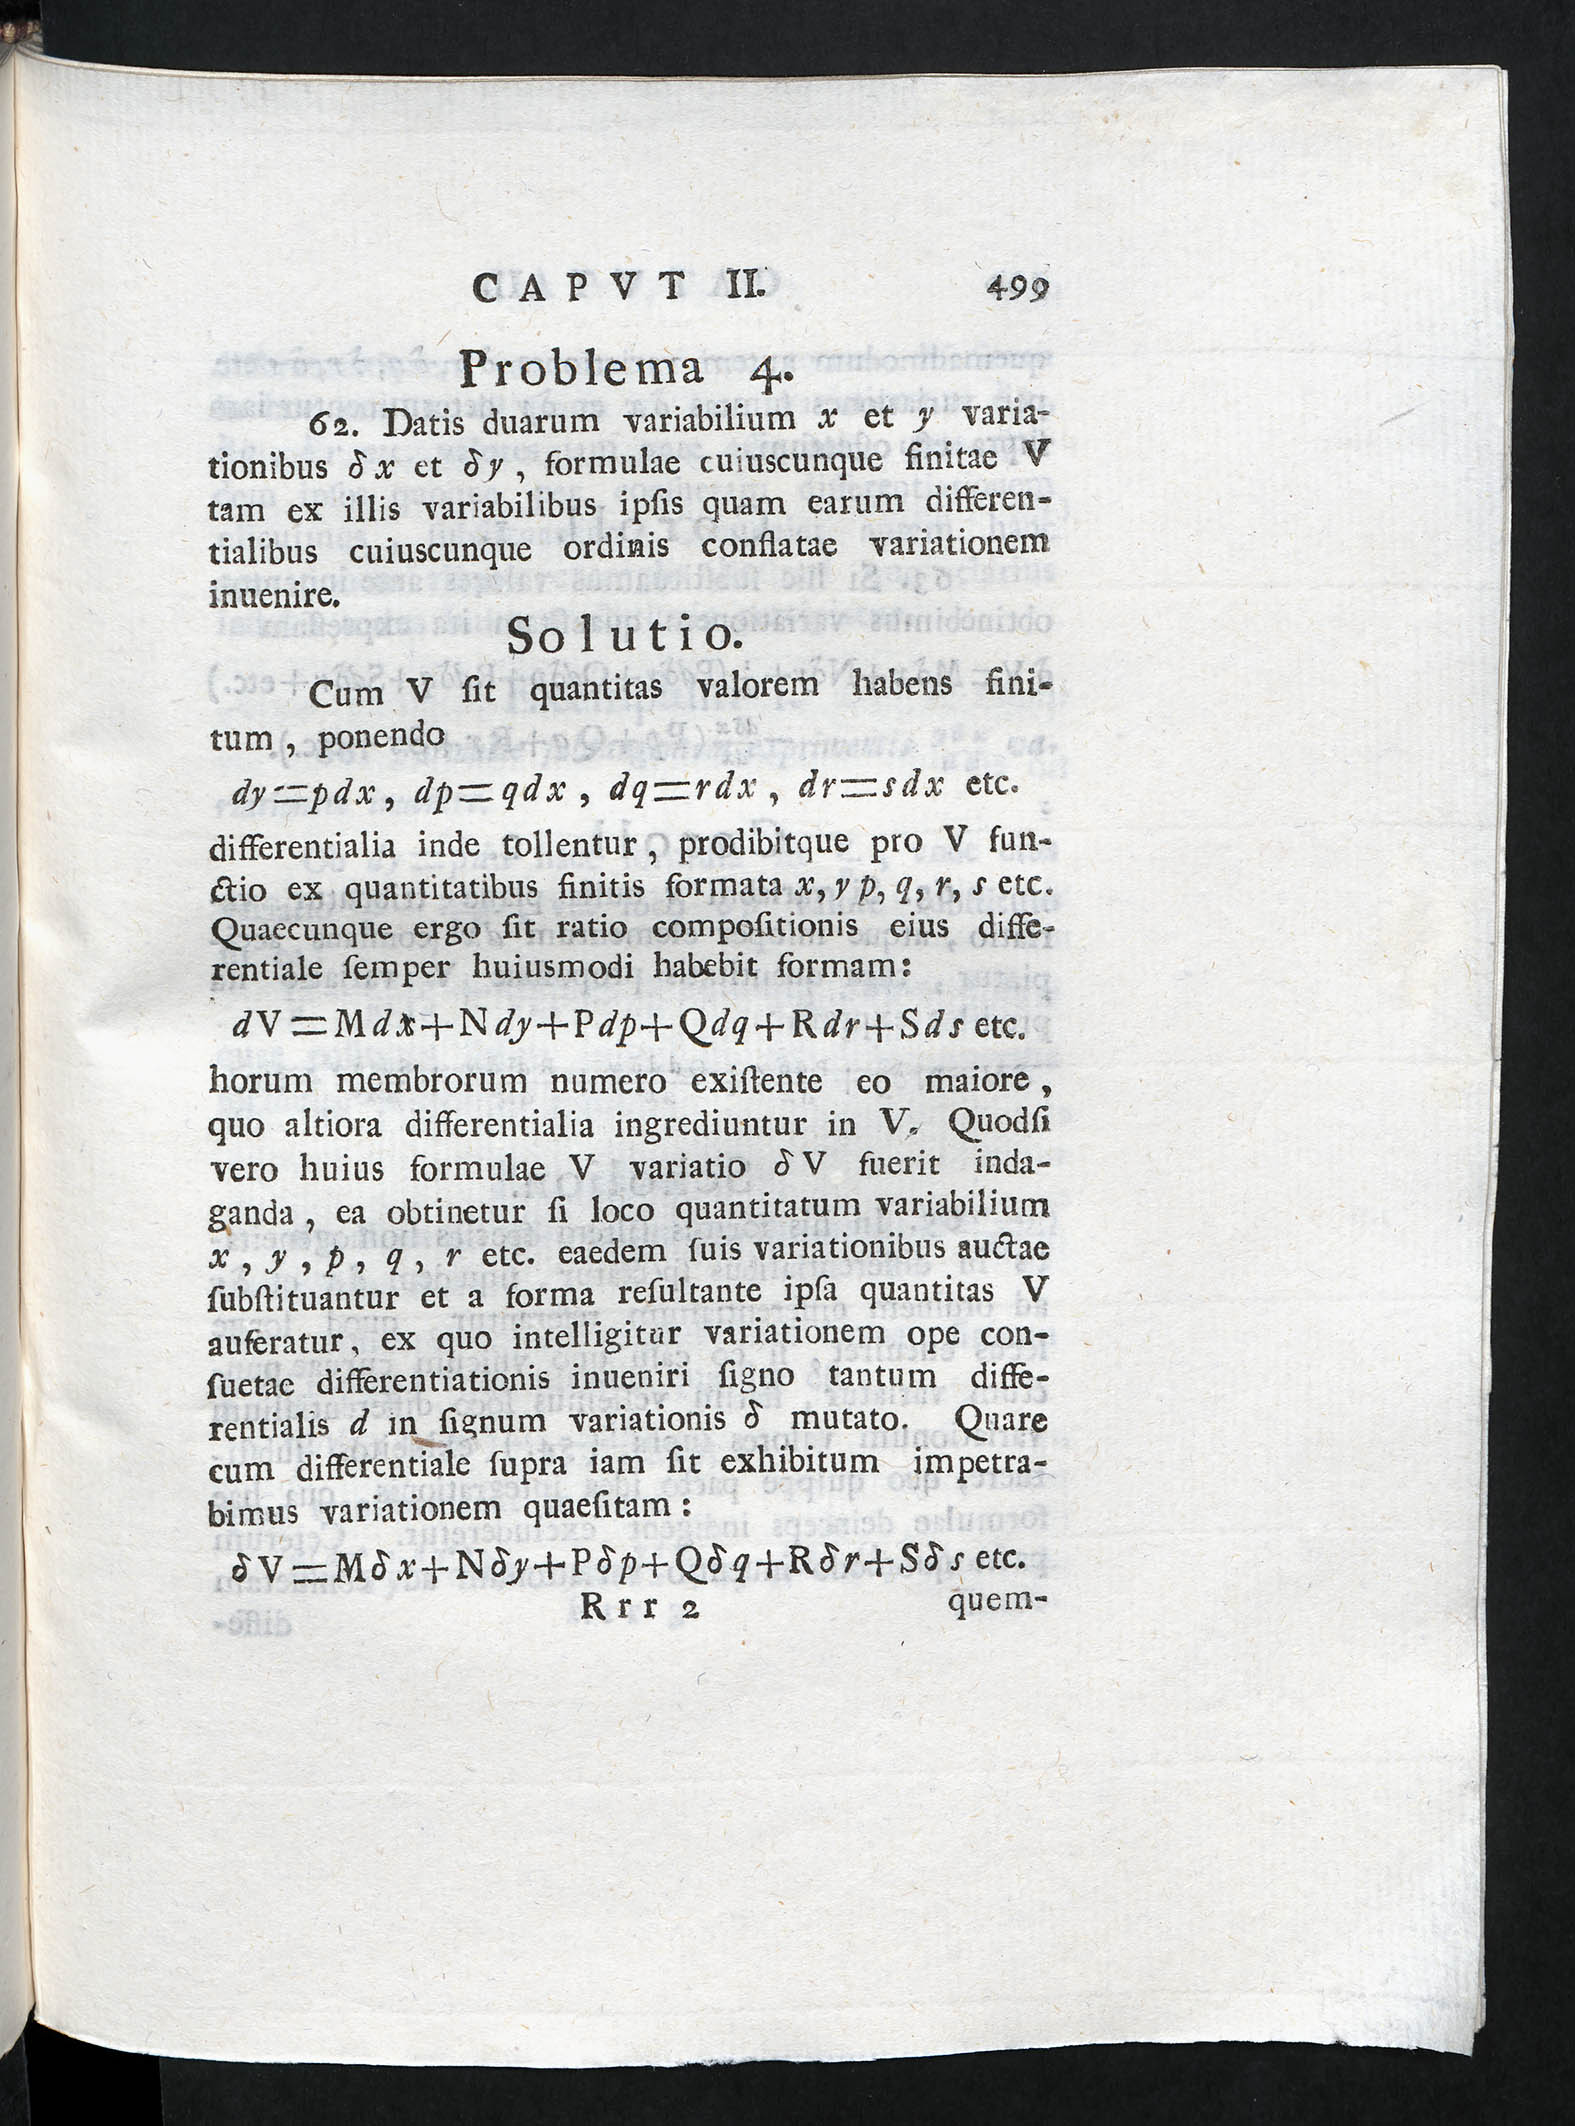 CAPVT II. 499
Problema 4.
62. Datis duarum variabilium x et y varia-
tionibus δx et δy, formulae cuiuscunque finitae V
tam ex illis variabilibus ipſis quam earum differen-
tialibus cuiuscunque ordinis conflatae variationem
inuenire.
Solutio.
Cum V ſit quantitas valorem habens fini-
tum, ponendo
dy=pdx, dp=qdx, dq=rdx, dr=sdx etc.
differentialia inde tollentur, prodibitque pro V fun-
ctio ex quantitatibus finitis formata x, y p, q, r, s etc.
Quaecunque ergo ſit ratio compoſitionis eius diffe-
rentiale ſemper huiusmodi habebit formam:
dV=Mdx+Ndy+Pdp+Qdq+Rdr+Sds etc.
horum membrorum numero exiſtente eo maiore,
quo altiora differentialia ingrediuntur in V. Quodſi
vero huius formulae V variatio δV fuerit inda-
ganda, ea obtinetur ſi loco quantitatum variabilium
x, y, p, q, r etc. eaedem ſuis variationibus auctae
ſubſtituantur et a forma reſultante ipſa quantitas V
auferatur, ex quo intelligitur variationem ope con-
ſuetae differentiationis inueniri ſigno tantum diffe-
rentialis d in ſignum variationis δ mutato. Quare
cum differentiale ſupra iam ſit exhibitum impetra-
bimus variationem quaeſitam:
δV=Mδx+Nδy+Pδp+Qδq+Rδr+Sδs etc.
Rrr 2 quem-